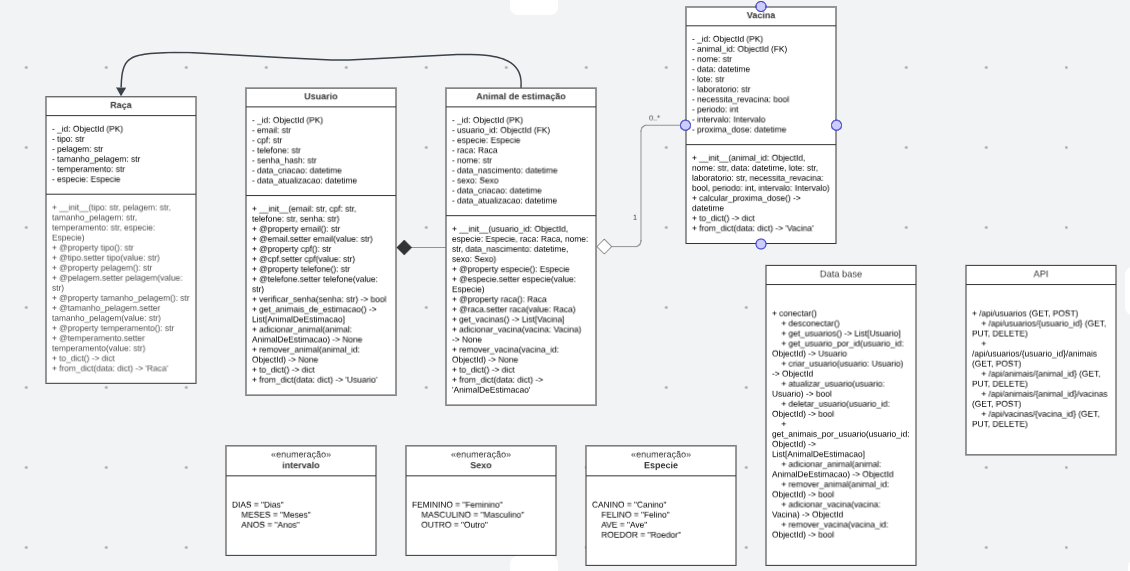 Vacina
- _id: ObjectId (PK)
- animal_id: ObjectId (FK)
- nome: str
- data: datetime
- lote: str
- laboratorio: str
- necessita_revacina: bool
- periodo: int
- intervalo: Intervalo
- proxima_dose: datetime
+ __init__(animal_id: ObjectId,
nome: str, data: datetime, lote: str,
laboratorio: str, necessita_revacina:
bool, periodo: int, intervalo: Intervalo)
+ calcular_proxima_dose() ->
datetime
+ to_dict() -> dict
+ from_dict(data: dict) -> 'Vacina'
Raça
- _id: ObjectId (PK)
- tipo: str
- pelagem: str
- tamanho_pelagem: str
- temperamento: str
- especie: Especie
+ __init__(tipo: str, pelagem: str,
tamanho_pelagem: str,
temperamento: str, especie:
Especie)
+ @property tipo(): str
+ @tipo.setter tipo(value: str)
+ @property pelagem(): str
+ @pelagem.setter pelagem(value:
str)
+ @property tamanho_pelagem(): str
+ @tamanho_pelagem.setter
tamanho_pelagem(value: str)
+ @property temperamento(): str
+ @temperamento.setter
temperamento(value: str)
+ to_dict() -> dict
+ from_dict(data: dict) -> 'Raca'
Usuario
- _id: ObjectId (PK)
- email: str
- cpf: str
- telefone: str
- senha_hash: str
- data_criacao: datetime
- data_atualizacao: datetime
+ __init__(email: str, cpf: str,
telefone: str, senha: str)
+ @property email(): str
+ @email.setter email(value: str)
+ @property cpf(): str
+ @cpf.setter cpf(value: str)
+ @property telefone(): str
+ @telefone.setter telefone(value:
str)
+ verificar_senha(senha: str) -> bool
+ get_animais_de_estimacao() ->
List[AnimalDeEstimacao]
+ adicionar_animal(animal:
AnimalDeEstimacao) -> None
+ remover_animal(animal_id:
ObjectId) -> None
+ to_dict() -> dict
+ from_dict(data: dict) -> 'Usuario'
Animal de estimação
- _id: ObjectId (PK)
- usuario_id: ObjectId (FK)
- especie: Especie
- raca: Raca
- nome: str
- data_nascimento: datetime
- sexo: Sexo
- data_criacao: datetime
- data_atualizacao: datetime
+ __init__(usuario_id: ObjectId,
especie: Especie, raca: Raca, nome:
str, data_nascimento: datetime,
sexo: Sexo)
+ @property especie(): Especie
+ @especie.setter especie(value:
Especie)
+ @property raca(): Raca
+ @raca.setter raca(value: Raca)
+ get_vacinas() -> List[Vacina]
+ adicionar_vacina(vacina: Vacina)
-> None
+ remover_vacina(vacina_id:
ObjectId) -> None
+ to_dict() -> dict
+ from_dict(data: dict) ->
'AnimalDeEstimacao'
0..*
1
Data base
+ conectar()
+ desconectar()
+ get_usuarios() -> List[Usuario]
+ get_usuario_por_id(usuario_id:
ObjectId) -> Usuario
+ criar_usuario(usuario: Usuario)
-> ObjectId
+ atualizar_usuario(usuario:
Usuario) -> bool
+ deletar_usuario(usuario_id:
ObjectId) -> bool
+
get_animais_por_usuario(usuario_id:
ObjectId) ->
List[AnimalDeEstimacao]
+ adicionar_animal(animal:
AnimalDeEstimacao) -> ObjectId
+ remover_animal(animal_id:
ObjectId) -> bool
+ adicionar_vacina(vacina:
Vacina) -> ObjectId
+ remover_vacina(vacina_id:
ObjectId) -> bool
API
+ /api/usuarios (GET, POST)
+ /api/usuarios/{usuario_id} (GET,
PUT, DELETE)
+
/api/usuarios/{usuario_id}/animais
(GET, POST)
+ /api/animais/{animal_id} (GET,
PUT, DELETE)
+ /api/animais/{animal_id}/vacinas
(GET, POST)
+ /api/vacinas/{vacina_id} (GET,
PUT, DELETE)
«enumeração»
intervalo
DIAS = "Dias"
MESES = "Meses"
ANOS = "Anos"
«enumeração»
Sexo
FEMININO = "Feminino"
MASCULINO = "Masculino"
OUTRO = "Outro"
«enumeração»
Especie
CANINO = "Canino"
FELINO = "Felino"
AVE = "Ave"
ROEDOR = "Roedor"